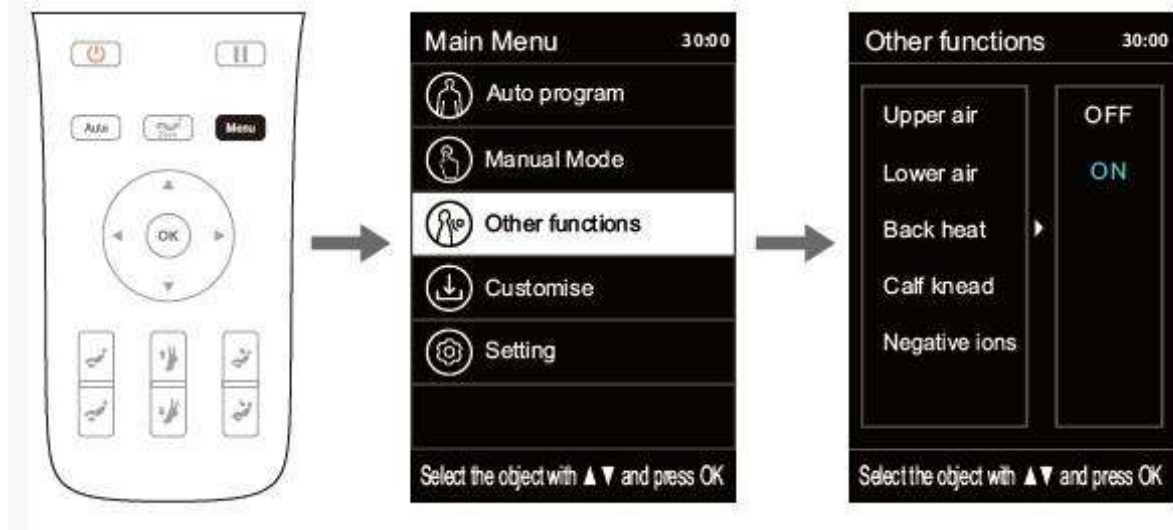 Auto
Zoom
Menu
OK
Main Menu 30:00
Auto program
Manual Mode
Other functions
Customise
Setting
Select the object with ▲▼ and press OK
Other functions 30:00
Upper air OFF
Lower air ON
Back heat
Calf knead
Negative ions
Select the object with ▲▼ and press OK